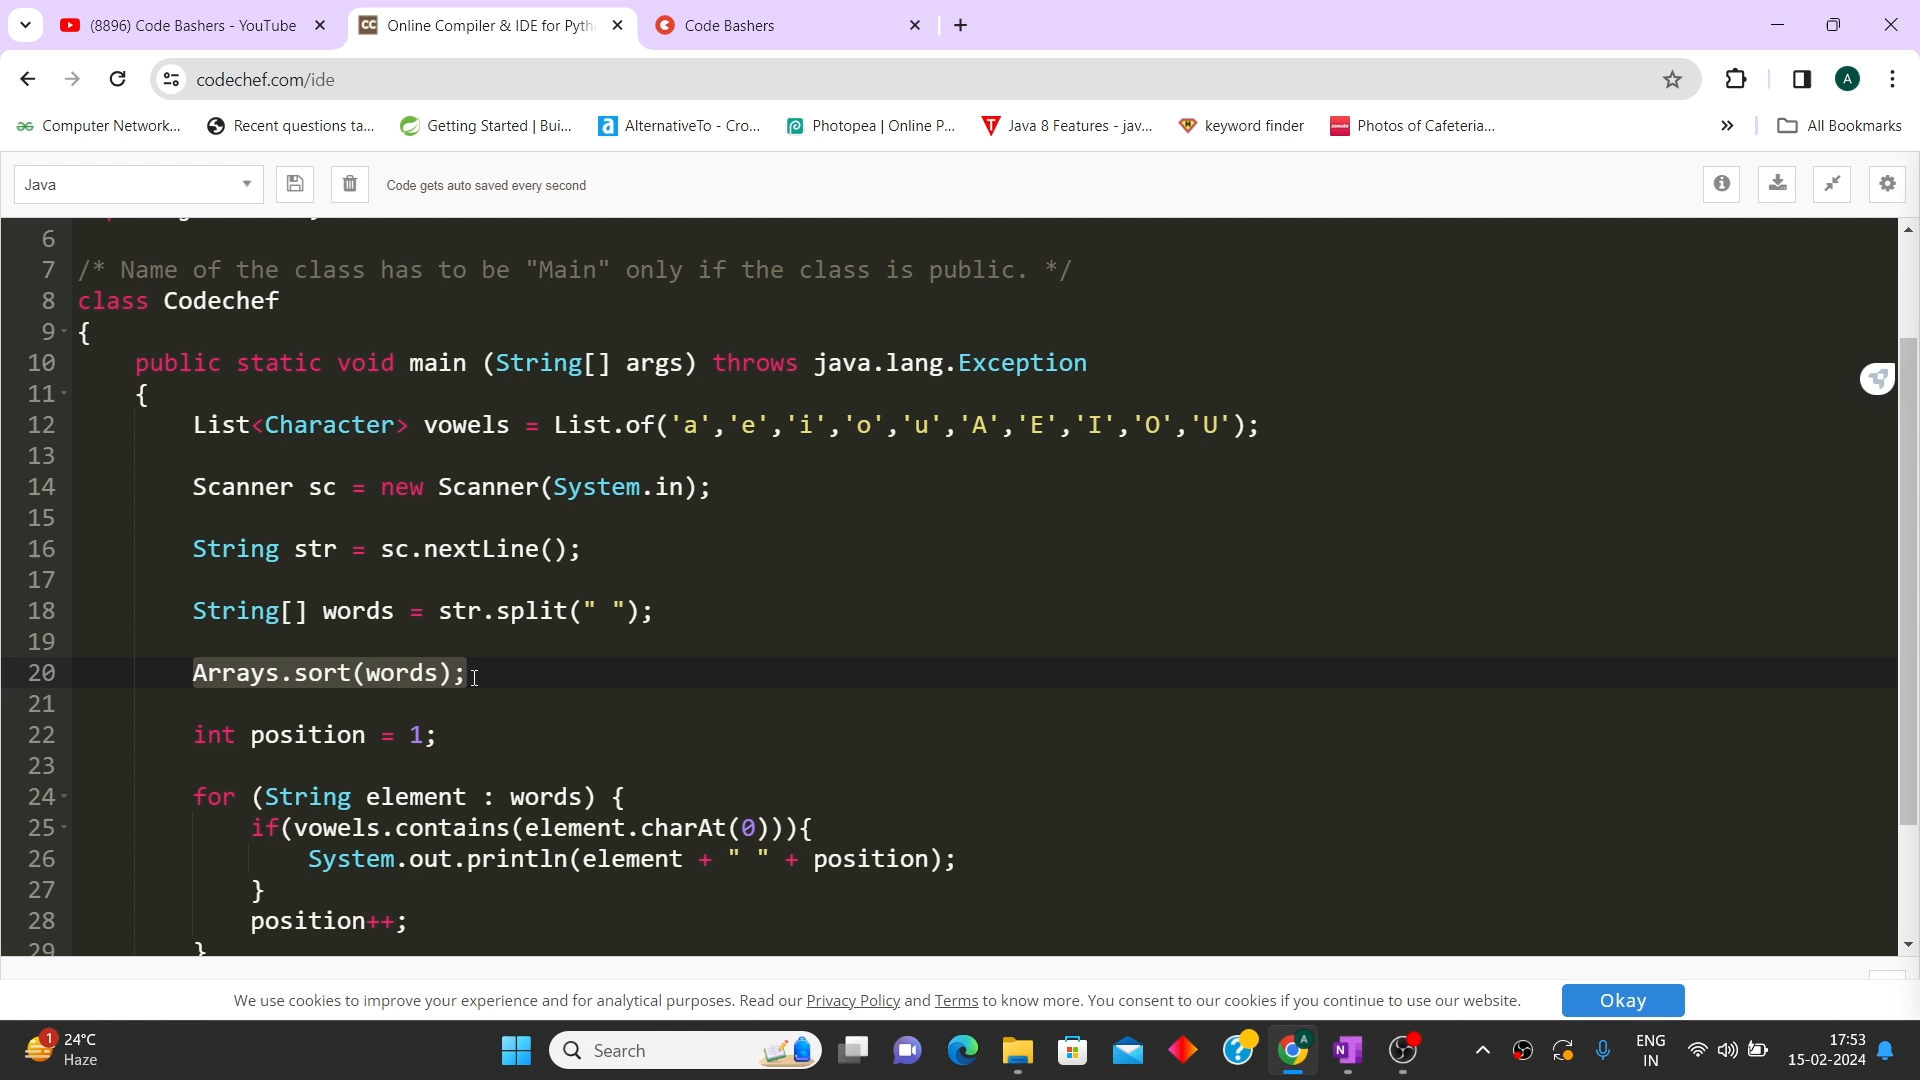 (8896) Code Bashers - YouTube
Online Compiler & IDE for Pyth
Code Bashers
codechef.com/ide
A
Computer Network...
Recent questions ta...
Getting Started | Bui...
AlternativeTo - Cro...
Photopea | Online P...
Java 8 Features - jav...
keyword finder
Photos of Cafeteria...
All Bookmarks
Java
Code gets auto saved every second
6
7 /* Name of the class has to be "Main" only if the class is public. */
8 class Codechef
9 {
10 public static void main (String[] args) throws java.lang.Exception
11 {
12 List<Character> vowels = List.of('a','e','i','o','u','A','E','I','O','U');
13
14 Scanner sc = new Scanner(System.in);
15
16 String str = sc.nextLine();
17
18 String[] words = str.split(" ");
19
20 Arrays.sort(words);
21
22 int position = 1;
23
24 for (String element : words) {
25 if(vowels.contains(element.charAt(0))){
26 System.out.println(element + " " + position);
27 }
28 position++;
29 }
We use cookies to improve your experience and for analytical purposes. Read our Privacy Policy and Terms to know more. You consent to our cookies if you continue to use our website.
Okay
1
24°C
Haze
Search
A
ENG
IN
17:53
15-02-2024